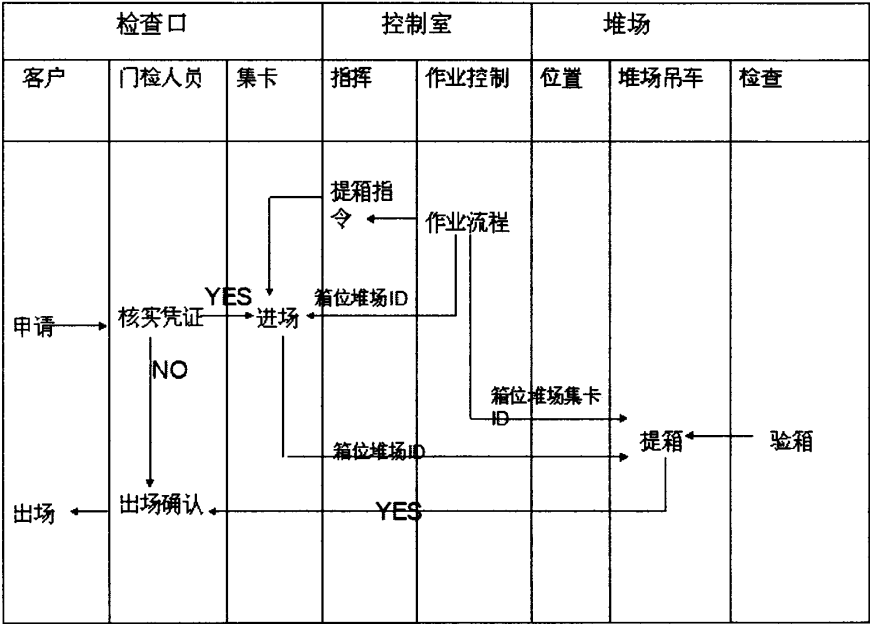 检查口 控制室 堆场
客户 门检人员 集卡 指挥 作业控制 位置 堆场吊车 检查
提箱指
令
作业流程
YES
箱位堆场ID
申请
核实凭证
进场
NO
箱位堆场集卡
ID
提箱
验箱
箱位堆场ID
出场
出场确认
YES